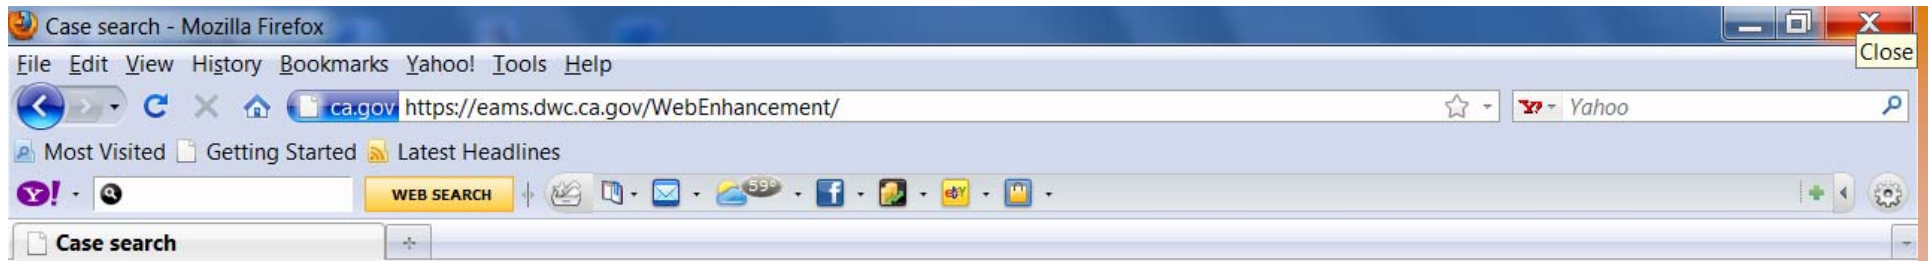 Case search - Mozilla Firefox
Close
File Edit View History Bookmarks Yahoo! Tools Help
ca.gov https://eams.dwc.ca.gov/WebEnhancement/ Yahoo
Most Visited Getting Started Latest Headlines
Y! WEB SEARCH 59° f ebY
Case search